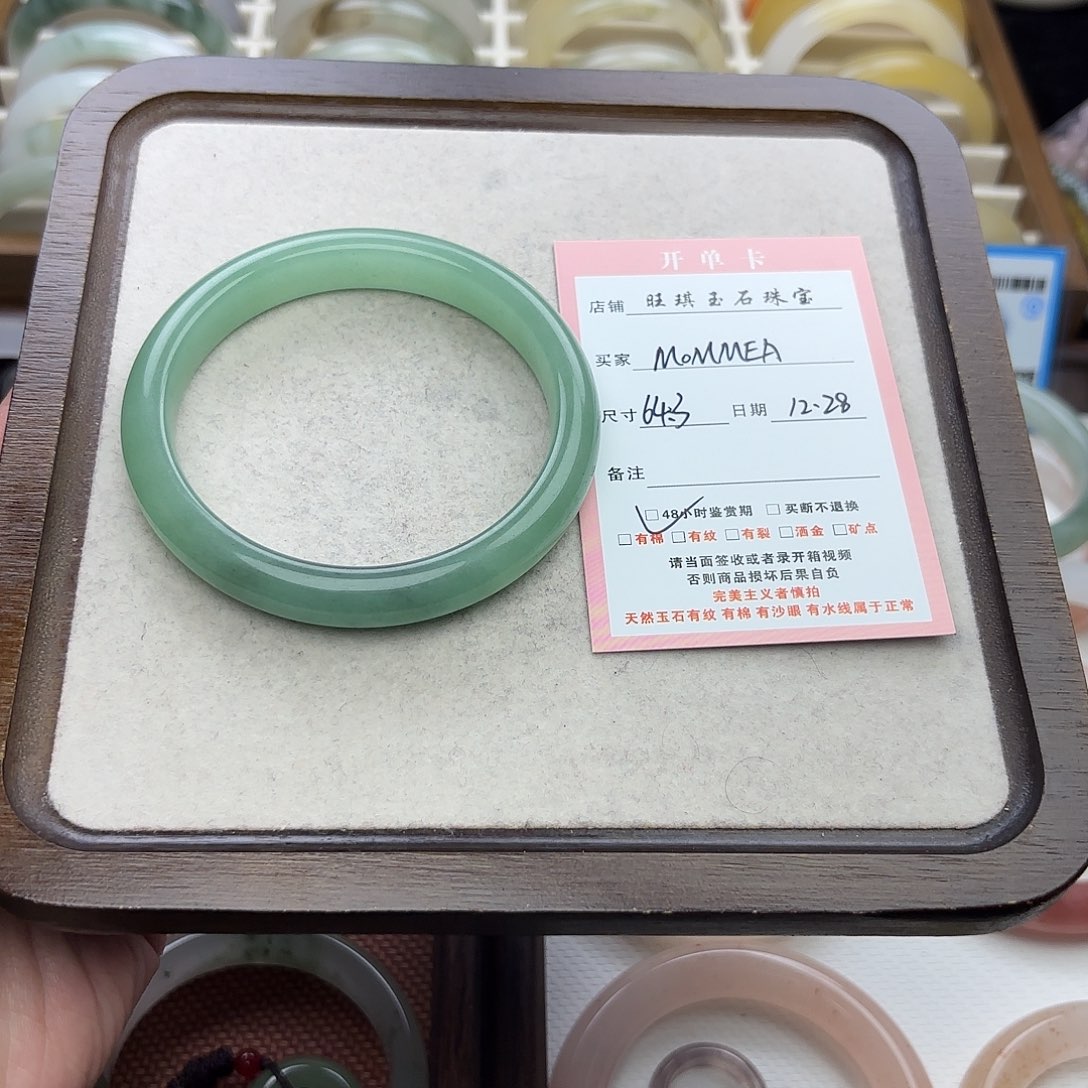 开单卡
店铺 旺琪玉石珠宝
买家 MoMMEA
尺寸 64.3 日期 12-28
备注
□48小时鉴赏期 □买断不退换
□有棉 □有纹 □有裂 □洒金 □矿点
请当面签收或者录开箱视频
否则商品损坏后果自负
完美主义者慎拍
天然玉石有纹 有棉 有沙眼 有水线属于正常